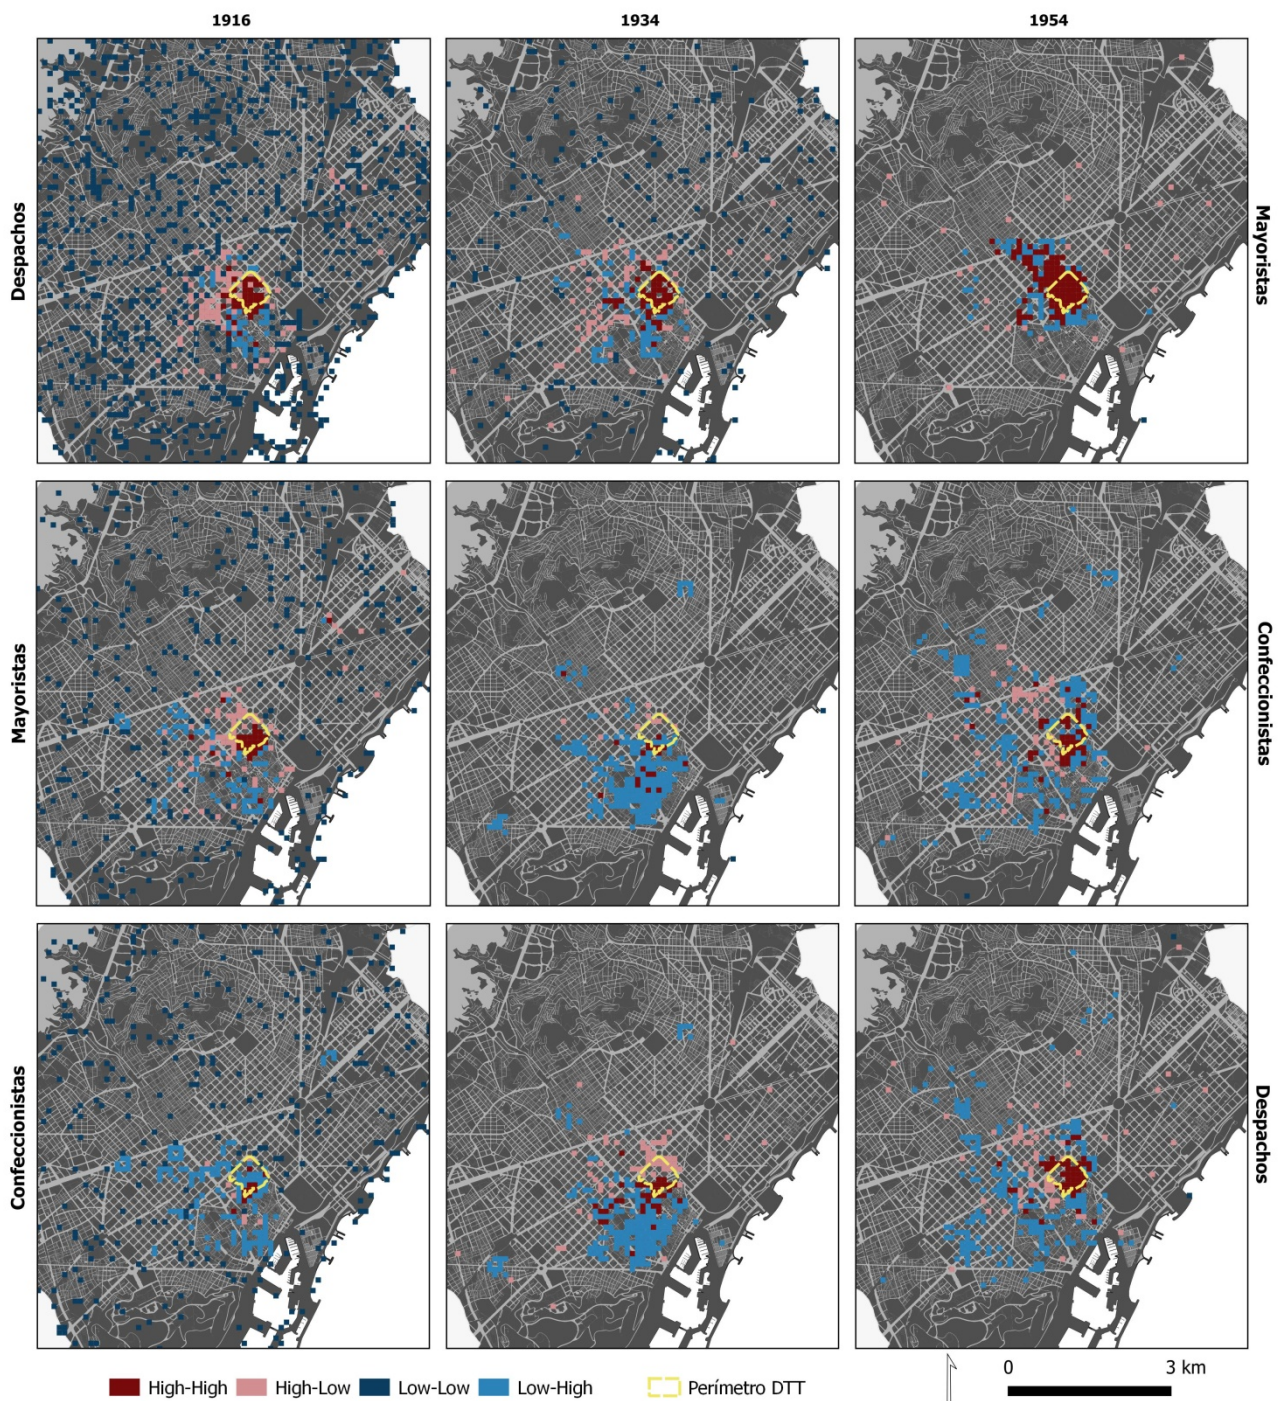 1916
1934
1954
Despachos
Mayoristas
Mayoristas
Confeccionistas
Confeccionistas
Despachos
High-High
High-Low
Low-Low
Low-High
Perímetro DTT
0
3 km